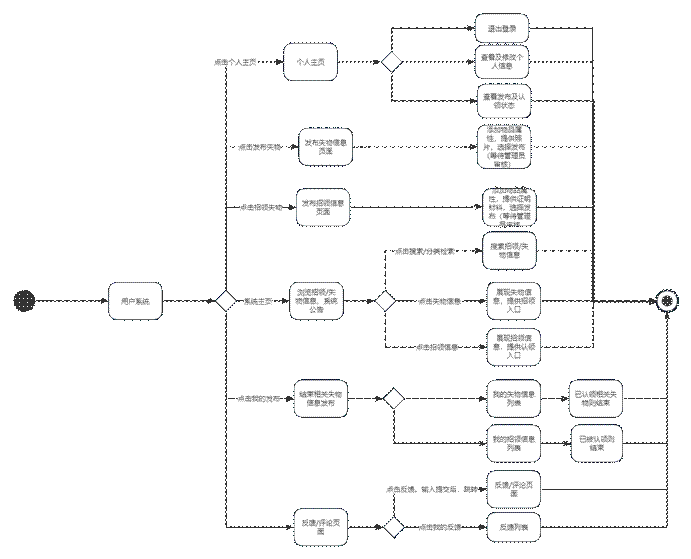 退出登录
点击个人主页
个人主页
查看及修改个
人信息
查看发布及认
领状态
点击发布失物
发布失物信息
页面
添加物品属
性，提供照
片，选择发布
（等待管理员
审核）
点击招领失物
发布招领信息
页面
添加物品属
性，提供证明
材料，选择发
布（等待管理
员审核
点击搜索/分类检索
搜索招领/失
物信息
用户系统
系统主页
浏览招领/失
物信息、系统
公告
点击失物信息
展现失物信
息，提供招领
入口
点击招领信息
展现招领信
息，提供认领
入口
点击我的发布
结束相关失物
信息发布
我的失物信息
列表
已认领相关失
物则结束
我的招领信息
列表
已被认领则
结束
点击反馈，输入提交后，跳转
反馈/评论页
面
反馈/评论页
面
点击我的反馈
反馈列表